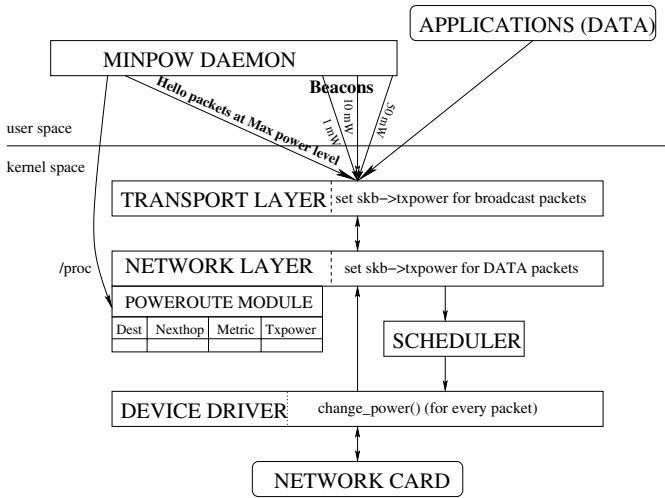 APPLICATIONS (DATA)
MINPOW DAEMON
Beacons
Hello packets at Max power level
1 mW
10 mW
50 mW
user space
kernel space
TRANSPORT LAYER
set skb->txpower for broadcast packets
/proc
NETWORK LAYER
set skb->txpower for DATA packets
POWEROUTE MODULE
Dest Nexthop Metric Txpower
SCHEDULER
DEVICE DRIVER
change_power() (for every packet)
NETWORK CARD